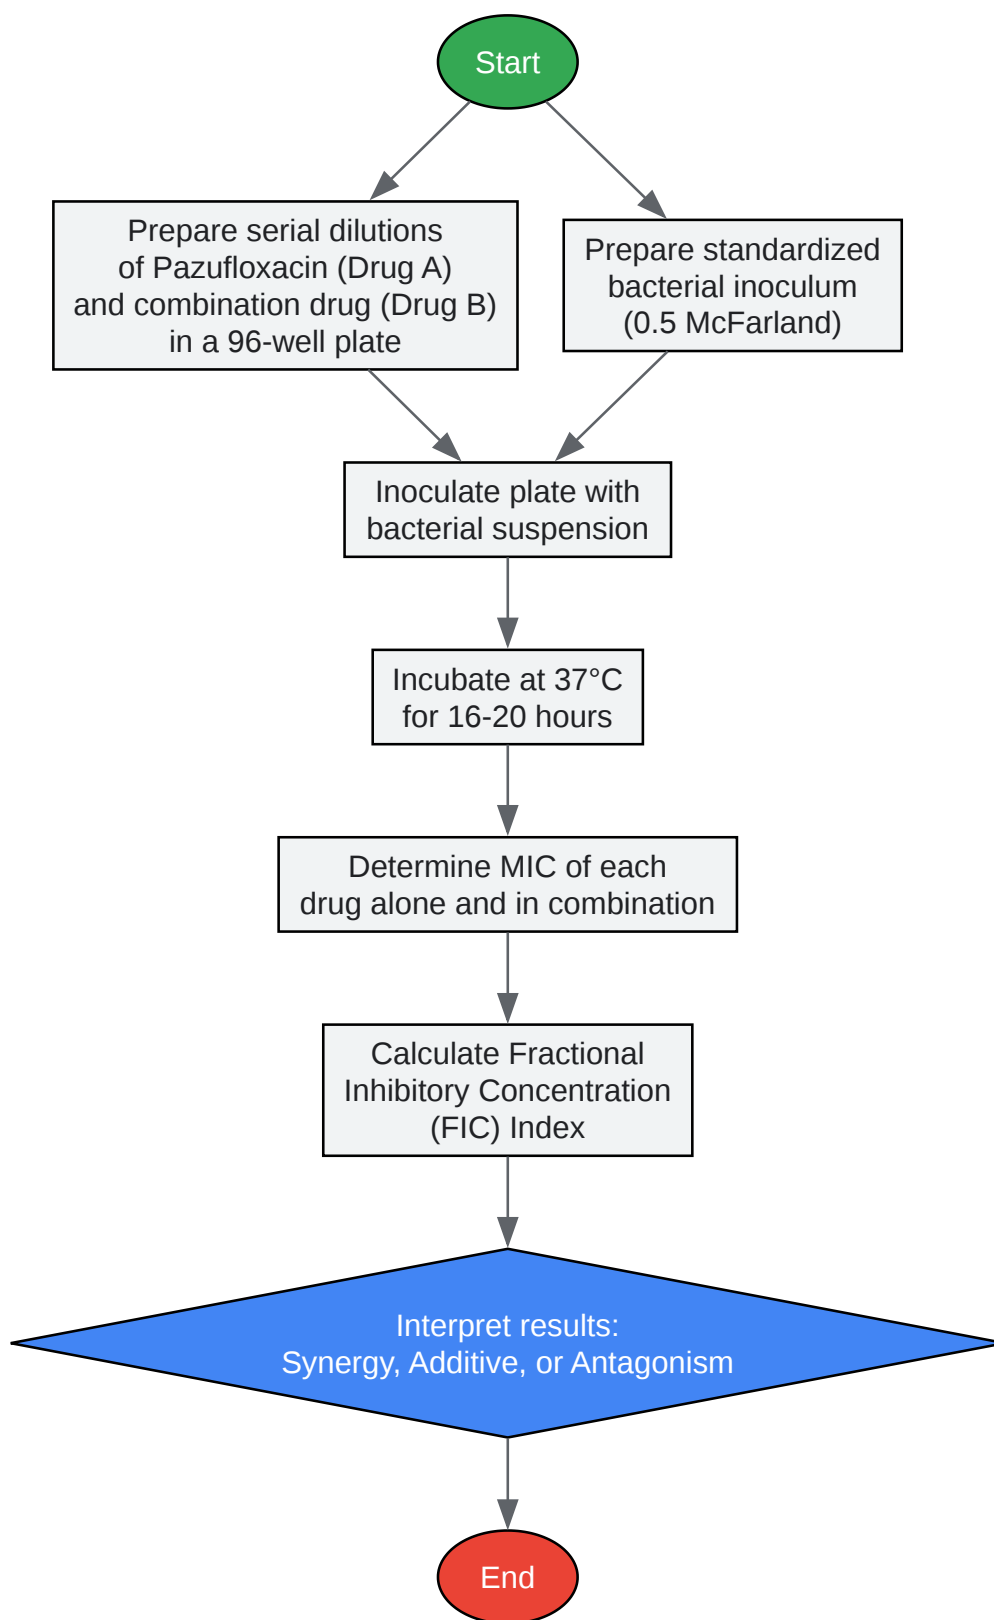 Start
Prepare serial dilutions
of Pazufloxacin (Drug A)
and combination drug (Drug B)
in a 96-well plate
Prepare standardized
bacterial inoculum
(0.5 McFarland)
Inoculate plate with
bacterial suspension
Incubate at 37°C
for 16-20 hours
Determine MIC of each
drug alone and in combination
Calculate Fractional
Inhibitory Concentration
(FIC) Index
Interpret results:
Synergy, Additive, or Antagonism
End